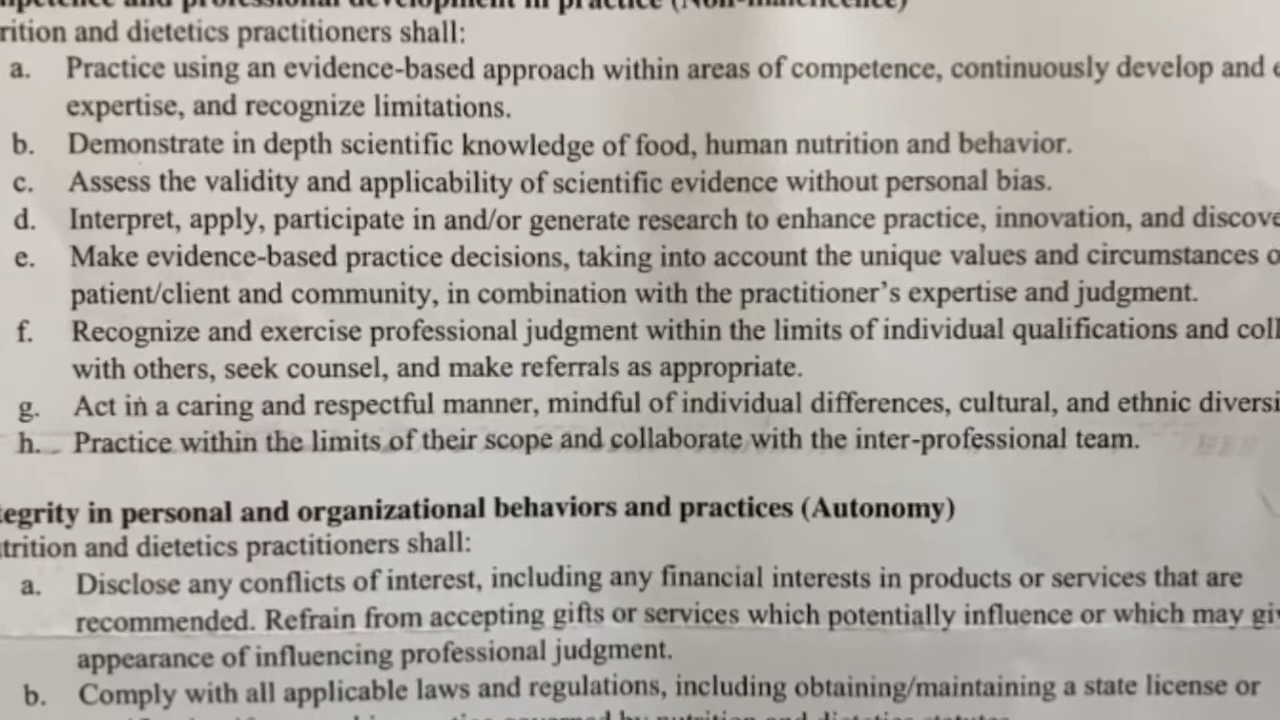 and professional development in practice (Non-maleficence)
rition and dietetics practitioners shall:
a. Practice using an evidence-based approach within areas of competence, continuously develop and
expertise, and recognize limitations.
b. Demonstrate in depth scientific knowledge of food, human nutrition and behavior.
c. Assess the validity and applicability of scientific evidence without personal bias.
d. Interpret, apply, participate in and/or generate research to enhance practice, innovation, and discove
e. Make evidence-based practice decisions, taking into account the unique values and circumstances o
patient/client and community, in combination with the practitioner's expertise and judgment.
f. Recognize and exercise professional judgment within the limits of individual qualifications and coll
with others, seek counsel, and make referrals as appropriate.
g. Act in a caring and respectful manner, mindful of individual differences, cultural, and ethnic diversi
h. Practice within the limits of their scope and collaborate with the inter-professional team.
tegrity in personal and organizational behaviors and practices (Autonomy)
trition and dietetics practitioners shall:
a. Disclose any conflicts of interest, including any financial interests in products or services that are
recommended. Refrain from accepting gifts or services which potentially influence or which may giv
appearance of influencing professional judgment.
b. Comply with all applicable laws and regulations, including obtaining/maintaining a state license or
by nutrition and dietetics statutes